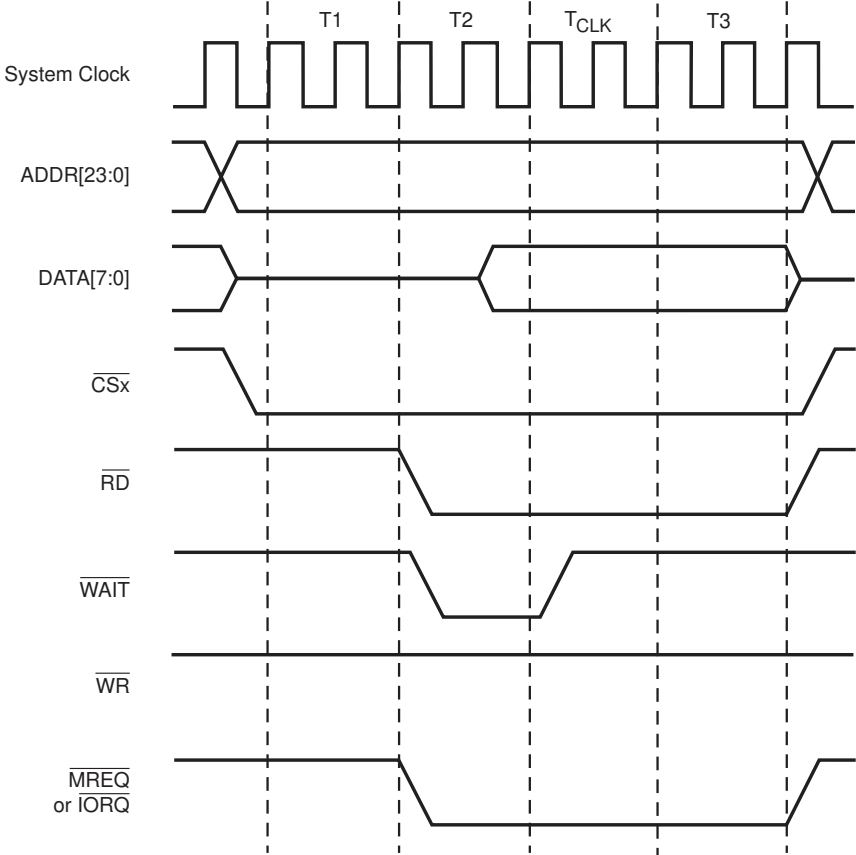 T1 T2 TCLK T3
System Clock
ADDR[23:0]
DATA[7:0]
CSx
RD
WAIT
WR
MREQ
or IORQ